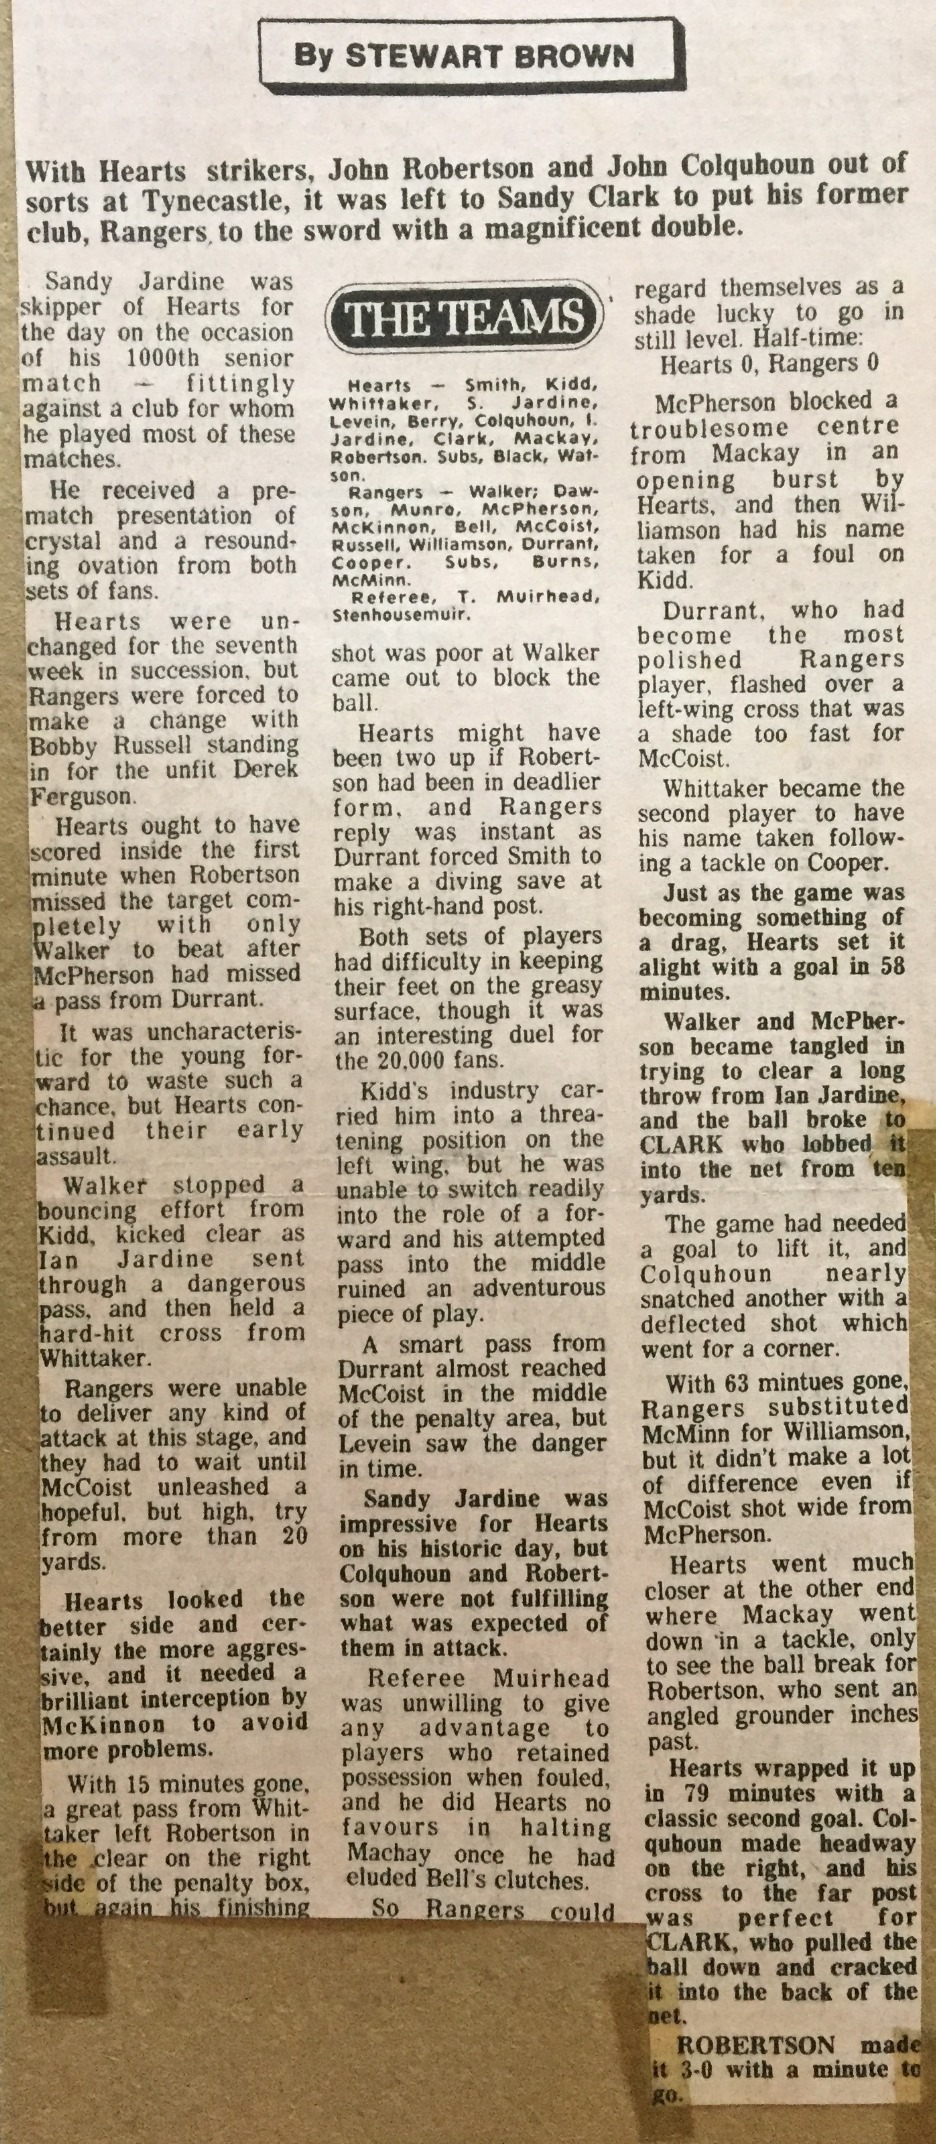 By STEWART BROWN
With Hearts strikers, John Robertson and John Colquhoun out of
sorts at Tynecastle, it was left to Sandy Clark to put his former
club, Rangers, to the sword with a magnificent double.
Sandy Jardine was
skipper of Hearts for
the day on the occasion
of his 1000th senior
match — fittingly
against a club for whom
he played most of these
matches.
He received a pre-
match presentation of
crystal and a resound-
ing ovation from both
sets of fans.
Hearts were un-
changed for the seventh
week in succession, but
Rangers were forced to
make a change with
Bobby Russell standing
in for the unfit Derek
Ferguson.
Hearts ought to have
scored inside the first
minute when Robertson
missed the target com-
pletely with only
Walker to beat after
McPherson had missed
a pass from Durrant.
It was uncharacteris-
tic for the young for-
ward to waste such a
chance, but Hearts con-
tinued their early
assault.
Walker stopped a
bouncing effort from
Kidd, kicked clear as
Ian Jardine sent
through a dangerous
pass, and then held a
hard-hit cross from
Whittaker.
Rangers were unable
to deliver any kind of
attack at this stage, and
they had to wait until
McCoist unleashed a
hopeful, but high, try
from more than 20
yards.
Hearts looked the
better side and cer-
tainly the more aggres-
sive, and it needed a
brilliant interception by
McKinnon to avoid
more problems.
With 15 minutes gone,
a great pass from Whit-
taker left Robertson in
the clear on the right
side of the penalty box,
but again his finishing
THE TEAMS
Hearts — Smith, Kidd,
Whittaker, S. Jardine,
Levein, Berry, Colquhoun, I.
Jardine, Clark, Mackay,
Robertson. Subs, Black, Wat-
son.
Rangers — Walker; Daw-
son, Munro, McPherson,
McKinnon, Bell, McCoist,
Russell, Williamson, Durrant,
Cooper. Subs, Burns,
McMinn.
Referee, T. Muirhead,
Stenhousemuir.
shot was poor at Walker
came out to block the
ball.
Hearts might have
been two up if Robert-
son had been in deadlier
form, and Rangers
reply was instant as
Durrant forced Smith to
make a diving save at
his right-hand post.
Both sets of players
had difficulty in keeping
their feet on the greasy
surface, though it was
an interesting duel for
the 20,000 fans.
Kidd's industry car-
ried him into a threa-
tening position on the
left wing, but he was
unable to switch readily
into the role of a for-
ward and his attempted
pass into the middle
ruined an adventurous
piece of play.
A smart pass from
Durrant almost reached
McCoist in the middle
of the penalty area, but
Levein saw the danger
in time.
Sandy Jardine was
impressive for Hearts
on his historic day, but
Colquhoun and Robert-
son were not fulfilling
what was expected of
them in attack.
Referee Muirhead
was unwilling to give
any advantage to
players who retained
possession when fouled,
and he did Hearts no
favours in halting
Machay once he had
eluded Bell's clutches.
So Rangers could
regard themselves as a
shade lucky to go in
still level. Half-time:
Hearts 0, Rangers 0
McPherson blocked a
troublesome centre
from Mackay in an
opening burst by
Hearts, and then Wil-
liamson had his name
taken for a foul on
Kidd.
Durrant, who had
become the most
polished Rangers
player, flashed over a
left-wing cross that was
a shade too fast for
McCoist.
Whittaker became the
second player to have
his name taken follow-
ing a tackle on Cooper.
Just as the game was
becoming something of
a drag, Hearts set it
alight with a goal in 58
minutes.
Walker and McPher-
son became tangled in
trying to clear a long
throw from Ian Jardine,
and the ball broke to
CLARK who lobbed it
into the net from ten
yards.
The game had needed
a goal to lift it, and
Colquhoun nearly
snatched another with a
deflected shot which
went for a corner.
With 63 mintues gone,
Rangers substituted
McMinn for Williamson,
but it didn't make a lot
of difference even if
McCoist shot wide from
McPherson.
Hearts went much
closer at the other end
where Mackay went
down in a tackle, only
to see the ball break for
Robertson, who sent an
angled grounder inches
past.
Hearts wrapped it up
in 79 minutes with a
classic second goal. Col-
quhoun made headway
on the right, and his
cross to the far post
was perfect for
CLARK, who pulled the
ball down and cracked
it into the back of the
net.
ROBERTSON made
it 3-0 with a minute to
go.